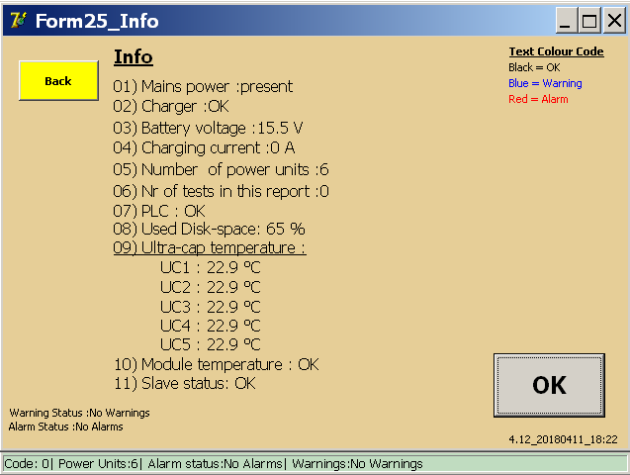 Form25_Info
Info
Back
Text Colour Code
Black = OK
Blue = Warning
Red = Alarm
01) Mains power :present
02) Charger :OK
03) Battery voltage :15.5 V
04) Charging current :0 A
05) Number of power units :6
06) Nr of tests in this report :0
07) PLC : OK
08) Used Disk-space: 65 %
09) Ultra-cap temperature :
UC1 : 22.9 ºC
UC2 : 22.9 ºC
UC3 : 22.9 ºC
UC4 : 22.9 ºC
UC5 : 22.9 ºC
10) Module temperature : OK
11) Slave status: OK
OK
Warning Status :No Warnings
Alarm Status :No Alarms
4.12_20180411_18:22
Code: 0| Power Units:6| Alarm status:No Alarms| Warnings:No Warnings